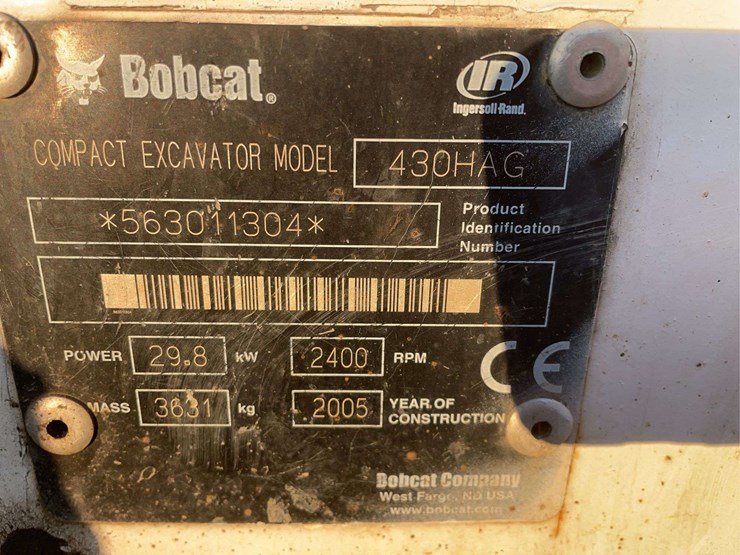 Bobcat®
IR
Ingersoll-Rand®
COMPACT EXCAVATOR MODEL 430HAG
*563011304* Product
Identification
Number
POWER 29.8 kW 2400 RPM CE
MASS 3631 kg 2005 YEAR OF
CONSTRUCTION
Bobcat Company
West Fargo, ND USA
www.bobcat.com